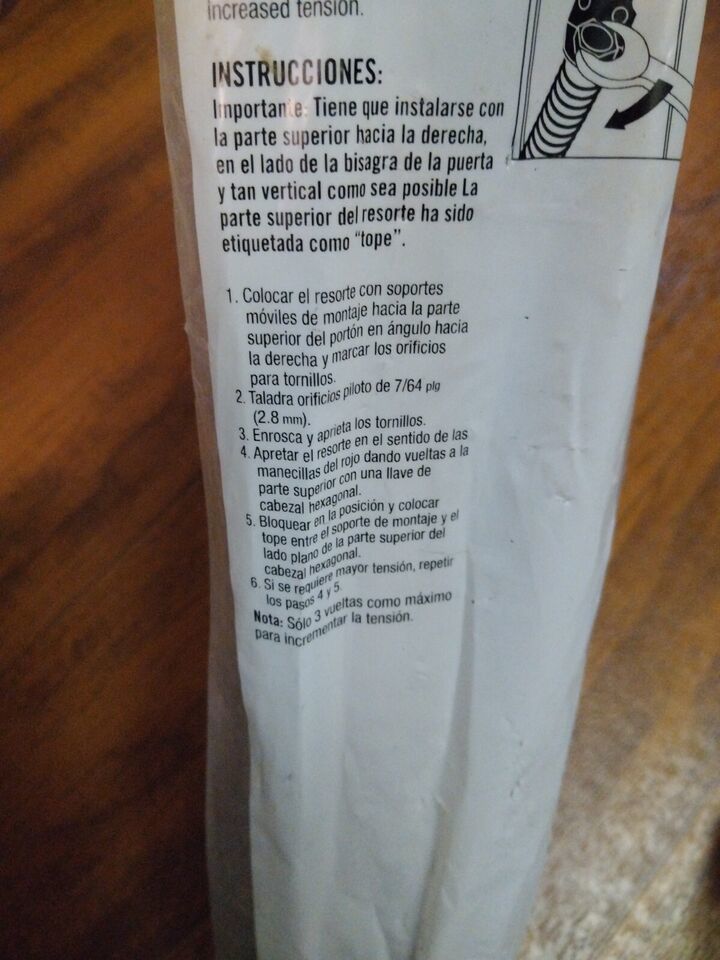 increased tension.
INSTRUCCIONES:
Importante: Tiene que instalarse con
la parte superior hacia la derecha,
en el lado de la bisagra de la puerta
y tan vertical como sea posible La
parte superior del resorte ha sido
etiquetada como "tope".
1. Colocar el resorte con soportes
móviles de montaje hacia la parte
superior del portón en ángulo hacia
la derecha y marcar los orificios
para tornillos.
2. Taladra orificios piloto de 7/64 plg
(2.8 mm).
3. Enrosca y aprieta los tornillos.
4. Apretar el resorte en el sentido de las
manecillas del rojo dando vueltas a la
parte superior con una llave de
cabezal hexagonal.
5. Bloquear en la posición y colocar
tope entre el soporte de montaje y el
lado plano de la parte superior del
cabezal hexagonal.
6. Si se requiere mayor tensión, repetir
los pasos 4 y 5.
Nota: Sólo 3 vueltas como máximo
para incrementar la tensión.